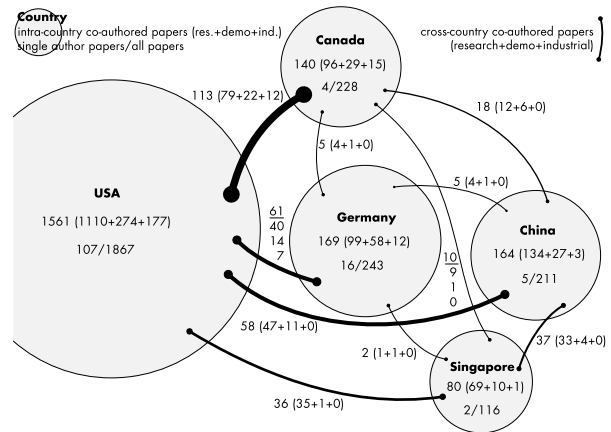 Country
intra-country co-authored papers (res.+demo+ind.)
single author papers/all papers
cross-country co-authored papers
(research+demo+industrial)
Canada
140 (96+29+15)
4/228
113 (79+22+12)
18 (12+6+0)
5 (4+1+0)
5 (4+1+0)
USA
1561 (1110+274+177)
107/1867
61
40
14
7
Germany
169 (99+58+12)
16/243
China
164 (134+27+3)
5/211
10
9
1
0
58 (47+11+0)
2 (1+1+0)
37 (33+4+0)
Singapore
80 (69+10+1)
2/116
36 (35+1+0)